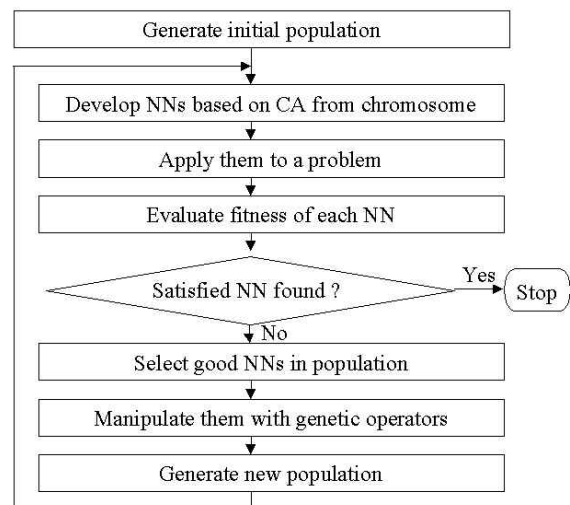 Generate initial population
Develop NNs based on CA from chromosome
Apply them to a problem
Evaluate fitness of each NN
Satisfied NN found ?
Yes
Stop
No
Select good NNs in population
Manipulate them with genetic operators
Generate new population